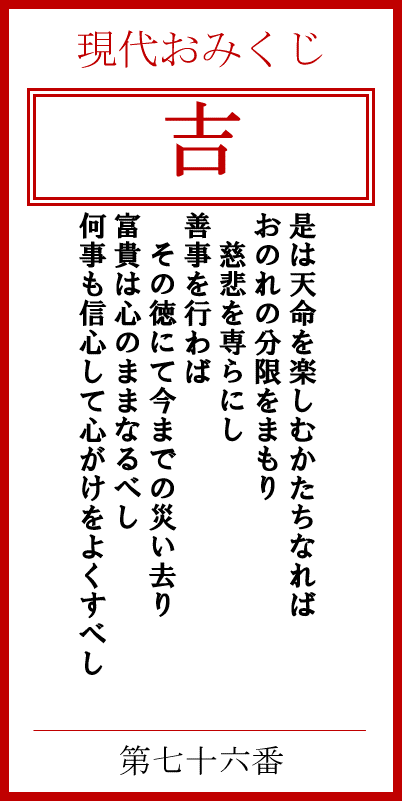 現代おみくじ
吉
是は天命を楽しむかたちなれば
おのれの分限をまもり
慈悲を専らにし
善事を行わば
その徳にて今までの災い去り
富貴は心のままなるべし
何事も信心して心がけをよくすべし
第七十六番